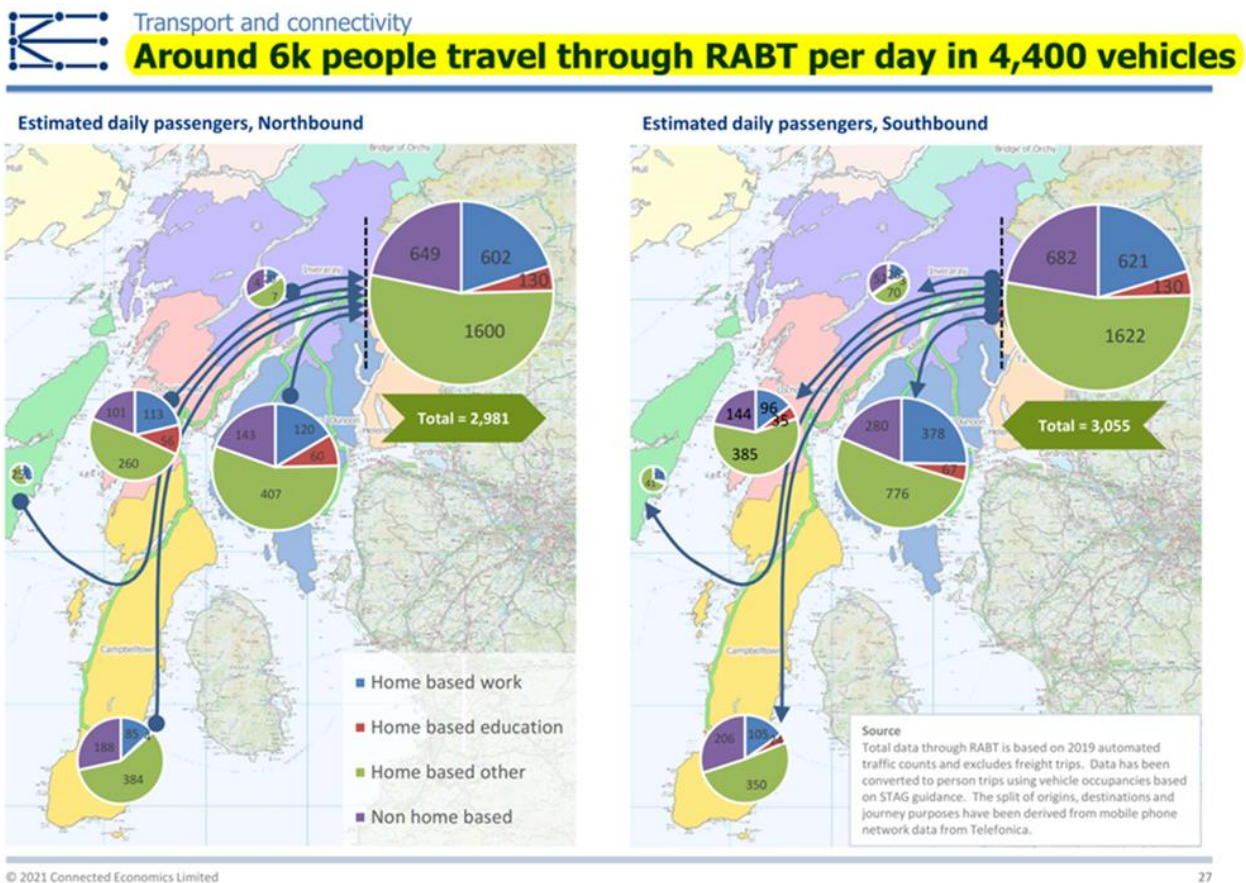 Transport and connectivity
Around 6k people travel through RABT per day in 4,400 vehicles
Estimated daily passengers, Northbound
Mull
Bridge of Orchy
Inveraray
649
602
130
1600
7
Total = 2,981
101
113
56
260
143
120
60
407
Dunoon
25
Campbeltown
188
85
384
Home based work
Home based education
Home based other
Non home based
Estimated daily passengers, Southbound
Mull
Bridge of Orchy
Inveraray
682
621
130
1622
70
Total = 3,055
144
96
35
385
280
378
67
776
Dunoon
Cardross
41
Campbeltown
206
105
350
Source
Total data through RABT is based on 2019 automated
traffic counts and excludes freight trips. Data has been
converted to person trips using vehicle occupancies based
on STAG guidance. The split of origins, destinations and
journey purposes have been derived from mobile phone
network data from Telefonica.
© 2021 Connected Economics Limited
27